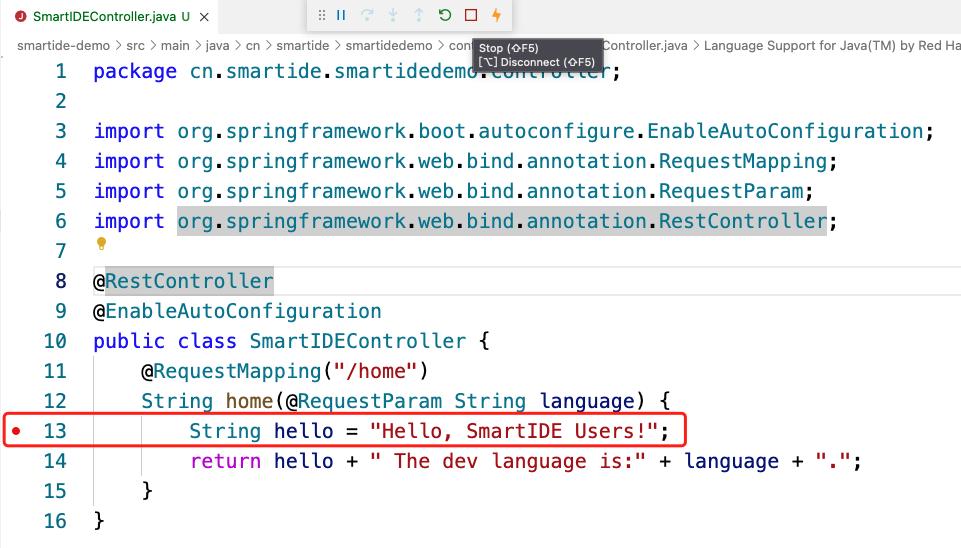 SmartIDEController.java U
smartide-demo > src > main > java > cn > smartide > smartidedemo > con Controller.java > Language Support for Java(TM) by Red Ha
Stop (⇧F5)
[⌥] Disconnect (⇧F5)
1 package cn.smartide.smartidedemo.controller;
2
3 import org.springframework.boot.autoconfigure.EnableAutoConfiguration;
4 import org.springframework.web.bind.annotation.RequestMapping;
5 import org.springframework.web.bind.annotation.RequestParam;
6 import org.springframework.web.bind.annotation.RestController;
7
8 @RestController
9 @EnableAutoConfiguration
10 public class SmartIDEController {
11 @RequestMapping("/home")
12 String home(@RequestParam String language) {
13 String hello = "Hello, SmartIDE Users!";
14 return hello + " The dev language is:" + language + ".";
15 }
16 }